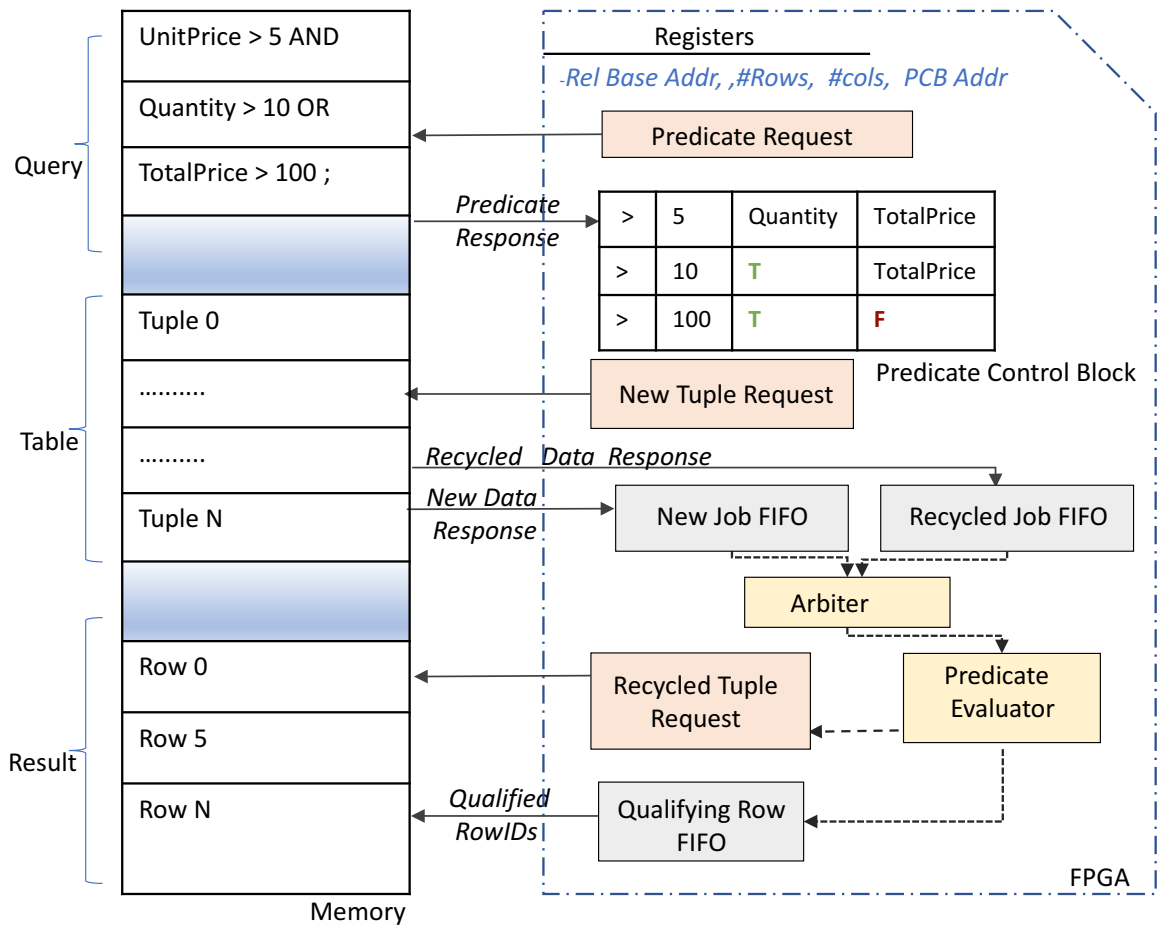 UnitPrice > 5 AND
Quantity > 10 OR
TotalPrice > 100 ;
Query
Tuple 0
..........
..........
Tuple N
Table
Row 0
Row 5
Row N
Result
Memory
Registers
-Rel Base Addr, ,#Rows, #cols, PCB Addr
Predicate Request
Predicate
Response
> 5 Quantity TotalPrice
> 10 T TotalPrice
> 100 T F
Predicate Control Block
New Tuple Request
Recycled Data Response
New Data
Response
New Job FIFO
Recycled Job FIFO
Arbiter
Recycled Tuple
Request
Predicate
Evaluator
Qualified
RowIDs
Qualifying Row
FIFO
FPGA